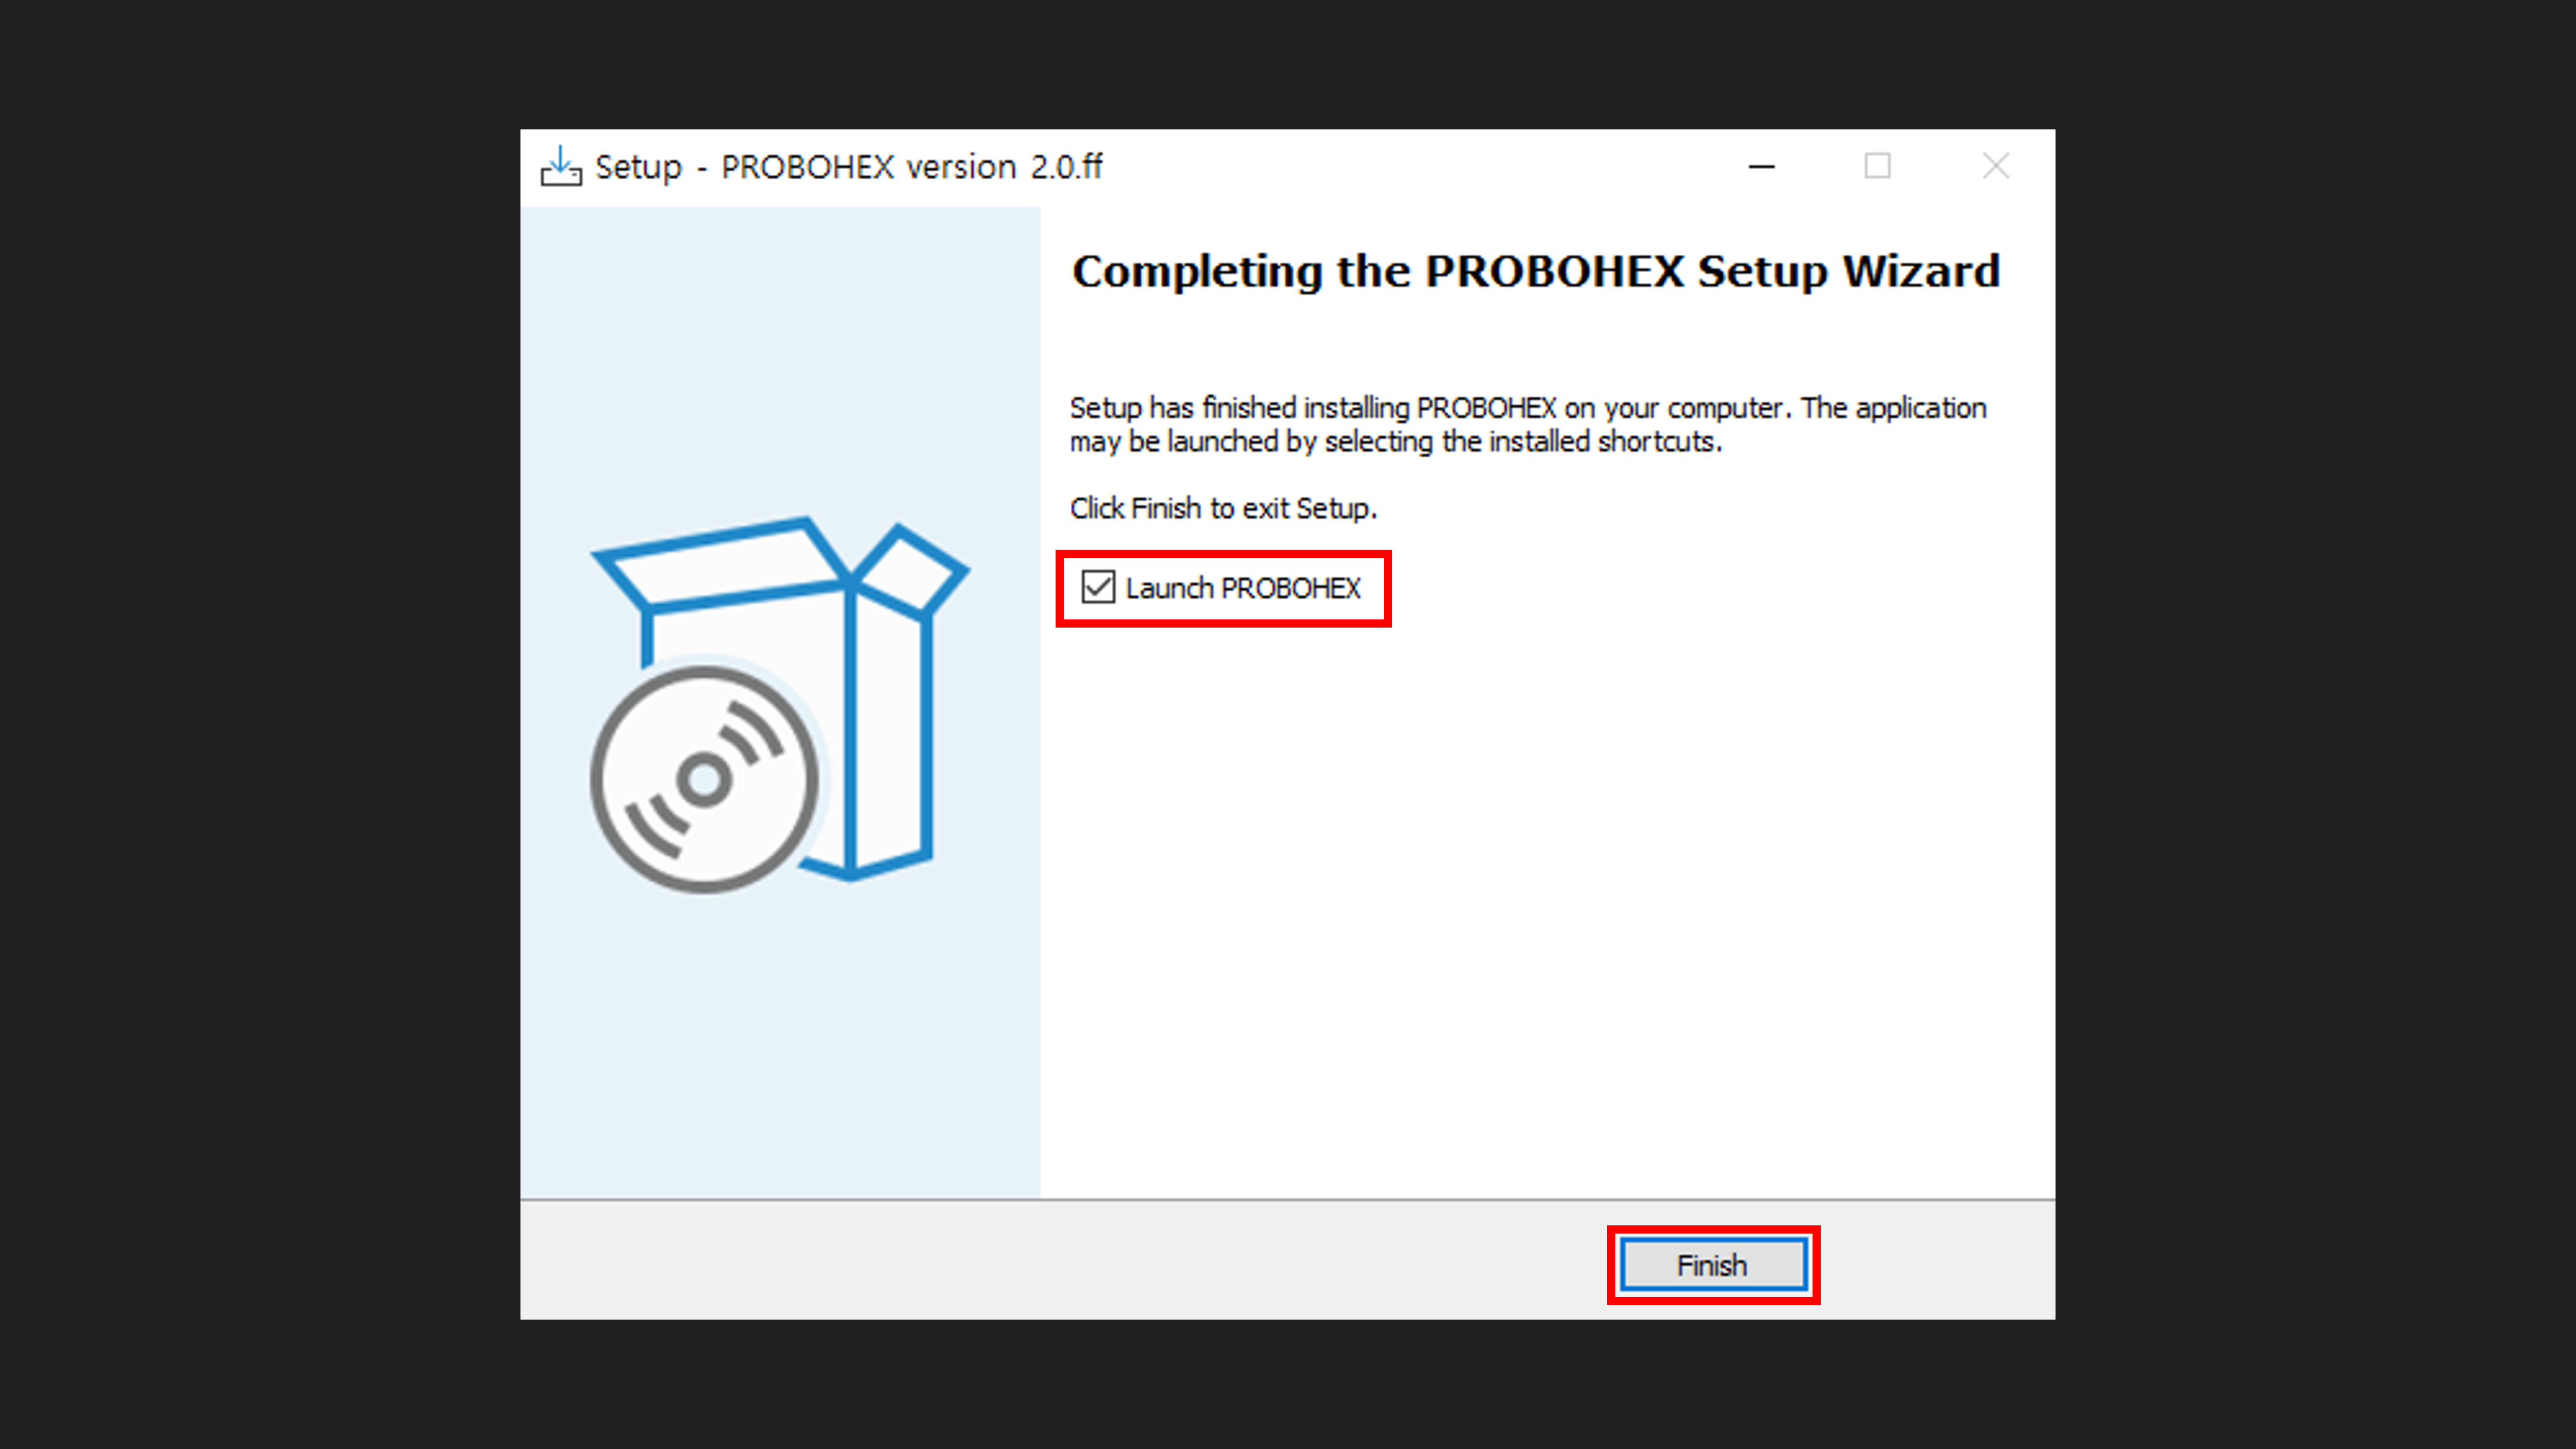 Setup - PROBOHEX version 2.0.ff
Completing the PROBOHEX Setup Wizard
Setup has finished installing PROBOHEX on your computer. The application
may be launched by selecting the installed shortcuts.
Click Finish to exit Setup.
Launch PROBOHEX
Finish